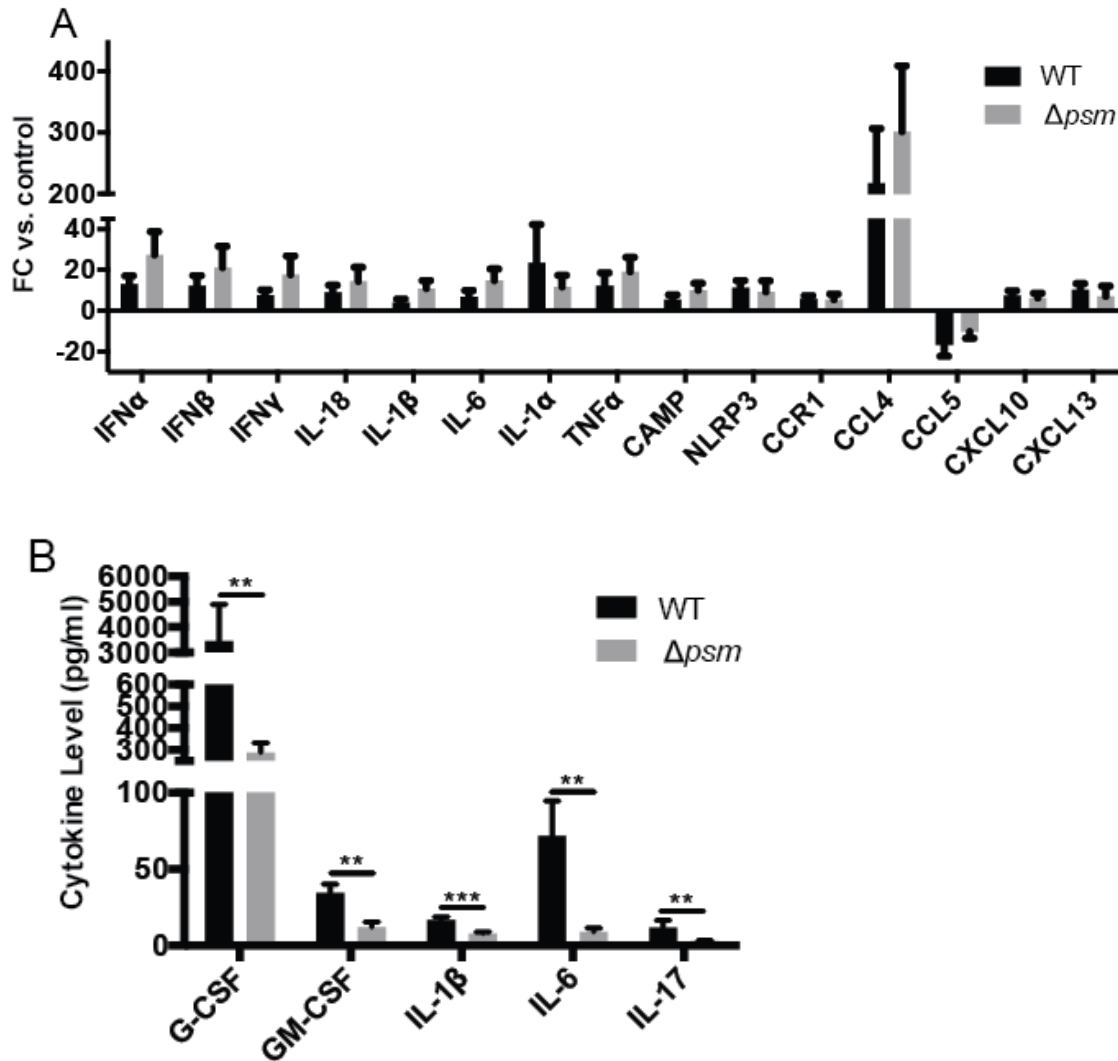 A
FC vs. control
400
300
200
40
20
0
-20
WT
Δpsm
IFNα
IFNβ
IFNγ
IL-18
IL-1β
IL-6
IL-1α
TNFα
CAMP
NLRP3
CCR1
CCL4
CCL5
CXCL10
CXCL13
B
Cytokine Level (pg/ml)
6000
5000
4000
3000
600
500
400
300
100
50
0
WT
Δpsm
**
**
***
**
**
G-CSF
GM-CSF
IL-1β
IL-6
IL-17